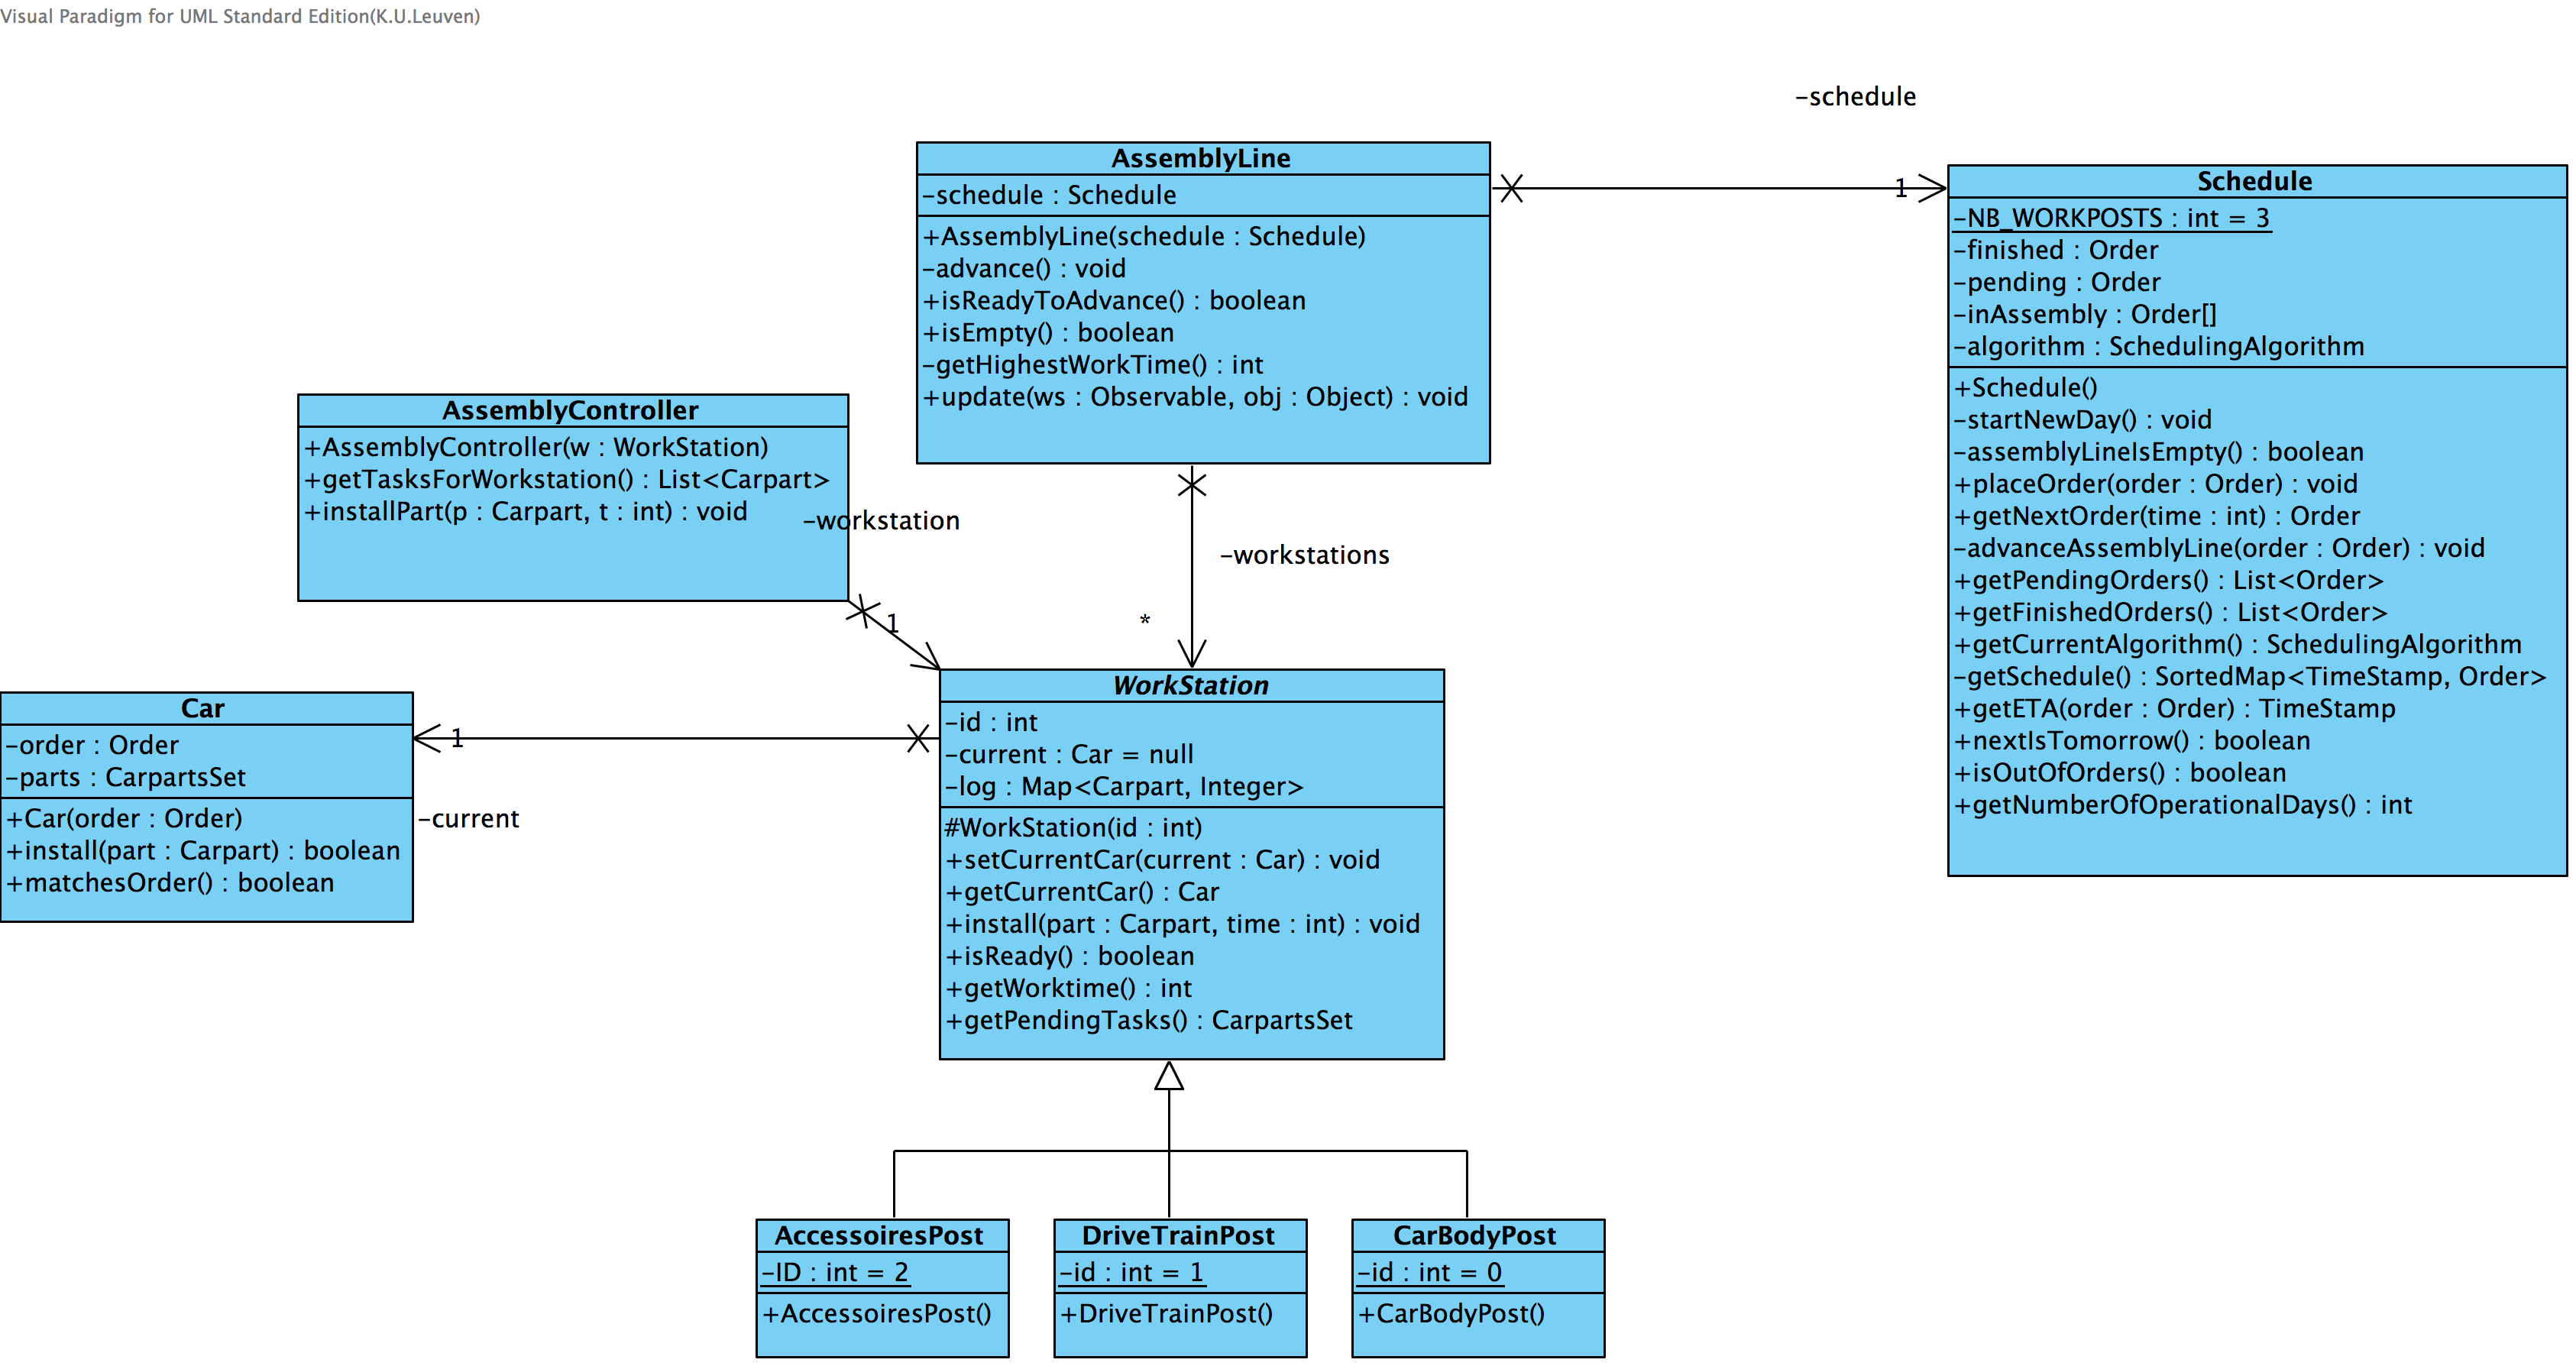 Visual Paradigm for UML Standard Edition(K.U.Leuven)
-schedule
AssemblyLine
-schedule : Schedule
+AssemblyLine(schedule : Schedule)
-advance() : void
+isReadyToAdvance() : boolean
+isEmpty() : boolean
-getHighestWorkTime() : int
+update(ws : Observable, obj : Object) : void
1
Schedule
-NB_WORKPOSTS : int = 3
-finished : Order
-pending : Order
-inAssembly : Order[]
-algorithm : SchedulingAlgorithm
+Schedule()
-startNewDay() : void
-assemblyLineIsEmpty() : boolean
+placeOrder(order : Order) : void
+getNextOrder(time : int) : Order
-advanceAssemblyLine(order : Order) : void
+getPendingOrders() : List<Order>
+getFinishedOrders() : List<Order>
+getCurrentAlgorithm() : SchedulingAlgorithm
-getSchedule() : SortedMap<TimeStamp, Order>
+getETA(order : Order) : TimeStamp
+nextIsTomorrow() : boolean
+isOutOfOrders() : boolean
+getNumberOfOperationalDays() : int
AssemblyController
+AssemblyController(w : WorkStation)
+getTasksForWorkstation() : List<Carpart>
+installPart(p : Carpart, t : int) : void
-workstation
1
-workstations
*
Car
-order : Order
-parts : CarpartsSet
+Car(order : Order)
+install(part : Carpart) : boolean
+matchesOrder() : boolean
1
-current
WorkStation
-id : int
-current : Car = null
-log : Map<Carpart, Integer>
#WorkStation(id : int)
+setCurrentCar(current : Car) : void
+getCurrentCar() : Car
+install(part : Carpart, time : int) : void
+isReady() : boolean
+getWorktime() : int
+getPendingTasks() : CarpartsSet
AccessoiresPost
-ID : int = 2
+AccessoiresPost()
DriveTrainPost
-id : int = 1
+DriveTrainPost()
CarBodyPost
-id : int = 0
+CarBodyPost()